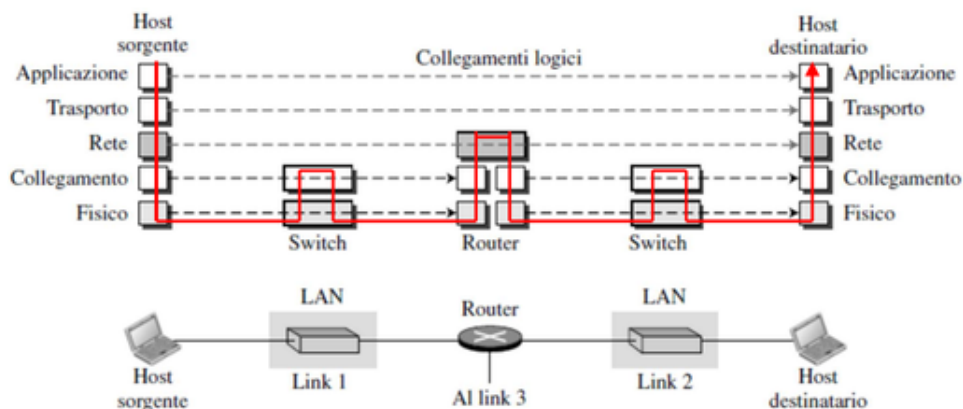 Host
sorgente
Host
destinatario
Collegamenti logici
Applicazione
Applicazione
Trasporto
Trasporto
Rete
Rete
Collegamento
Collegamento
Fisico
Fisico
Switch
Router
Switch
LAN
Router
LAN
Host
sorgente
Link 1
Al link 3
Link 2
Host
destinatario